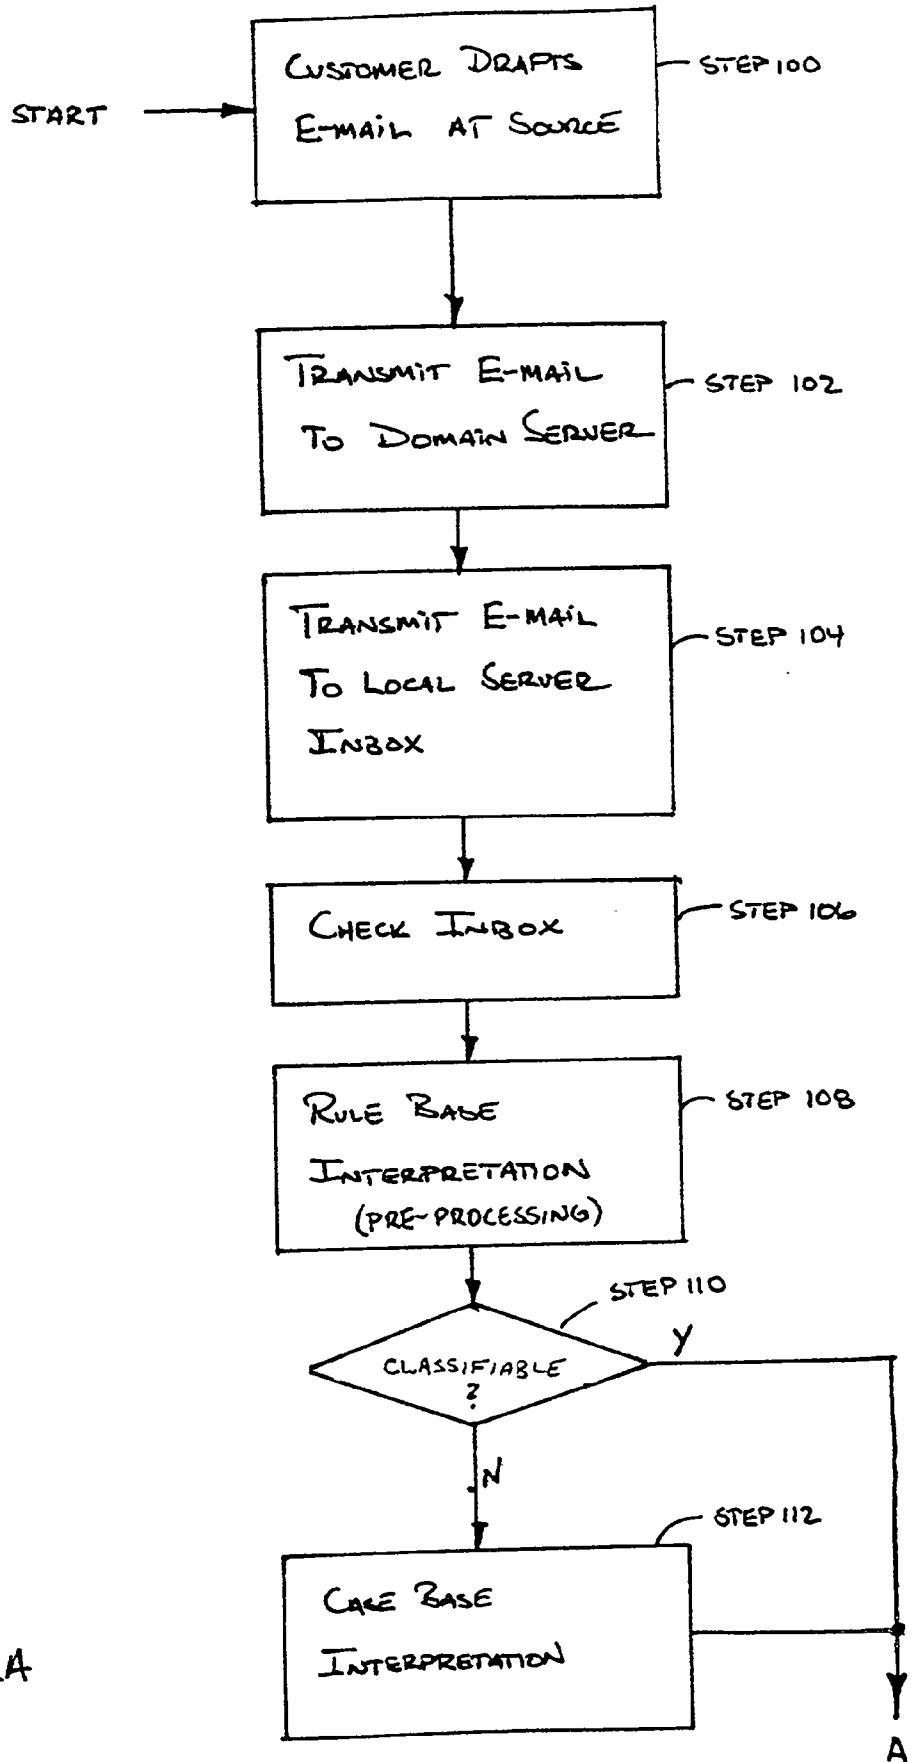 CUSTOMER DRAFTS
STEP 100
START
E-MAIL AT SOURCE
TRANSMIT E-MAIL
STEP 102
TO DOMAIN SERVER
TRANSMIT E-MAIL
STEP 104
TO LOCAL SERVER
INBOX
CHECK INBOX
STEP 106
RULE BASE
STEP 108
INTERPRETATION
(PRE-PROCESSING)
STEP 110
Y
CLASSIFIABLE
?
N
STEP 112
CASE BASE
INTERPRETATION
A